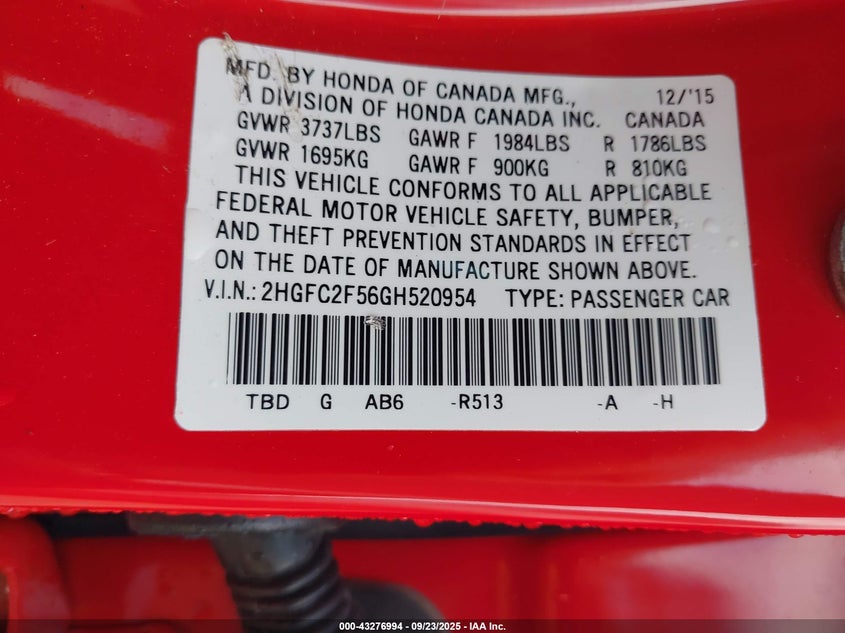 MFD. BY HONDA OF CANADA MFG., 12/'15
A DIVISION OF HONDA CANADA INC. CANADA
GVWR 3737LBS GAWR F 1984LBS R 1786LBS
GVWR 1695KG GAWR F 900KG R 810KG
THIS VEHICLE CONFORMS TO ALL APPLICABLE
FEDERAL MOTOR VEHICLE SAFETY, BUMPER,
AND THEFT PREVENTION STANDARDS IN EFFECT
ON THE DATE OF MANUFACTURE SHOWN ABOVE.
V.I.N.: 2HGFC2F56GH520954 TYPE: PASSENGER CAR
TBD G AB6 -R513 -A -H
000-43276994 - 09/23/2025 - IAA Inc.